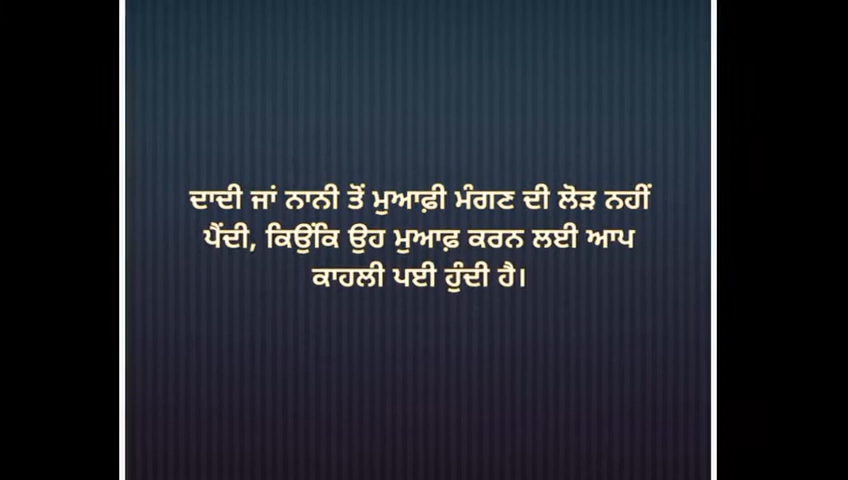 ਦਾਦੀ ਜਾਂ ਨਾਨੀ ਤੋਂ ਮੁਆਫ਼ੀ ਮੰਗਣ ਦੀ ਲੋੜ ਨਹੀਂ
ਪੈਂਦੀ, ਕਿਉਂਕਿ ਉਹ ਮੁਆਫ਼ ਕਰਨ ਲਈ ਆਪ
ਕਾਹਲੀ ਪਈ ਹੁੰਦੀ ਹੈ।